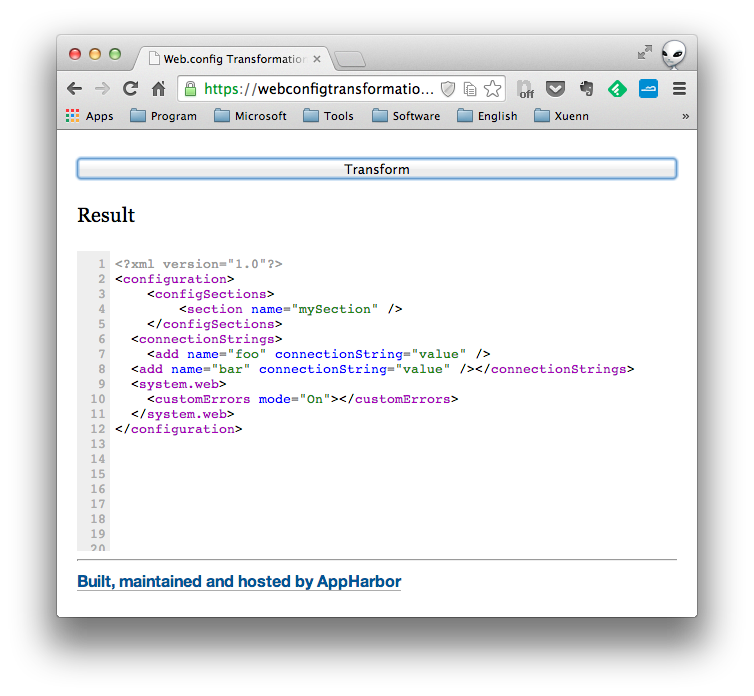 Web.config Transformation
https://webconfigtransformatio...
off
Apps Program Microsoft Tools Software English Xuenn »
Transform
Result
1 <?xml version="1.0"?>
2 <configuration>
3     <configSections>
4         <section name="mySection" />
5     </configSections>
6   <connectionStrings>
7     <add name="foo" connectionString="value" />
8   <add name="bar" connectionString="value" /></connectionStrings>
9   <system.web>
10     <customErrors mode="On"></customErrors>
11   </system.web>
12 </configuration>
13
14
15
16
17
18
19
20
Built, maintained and hosted by AppHarbor